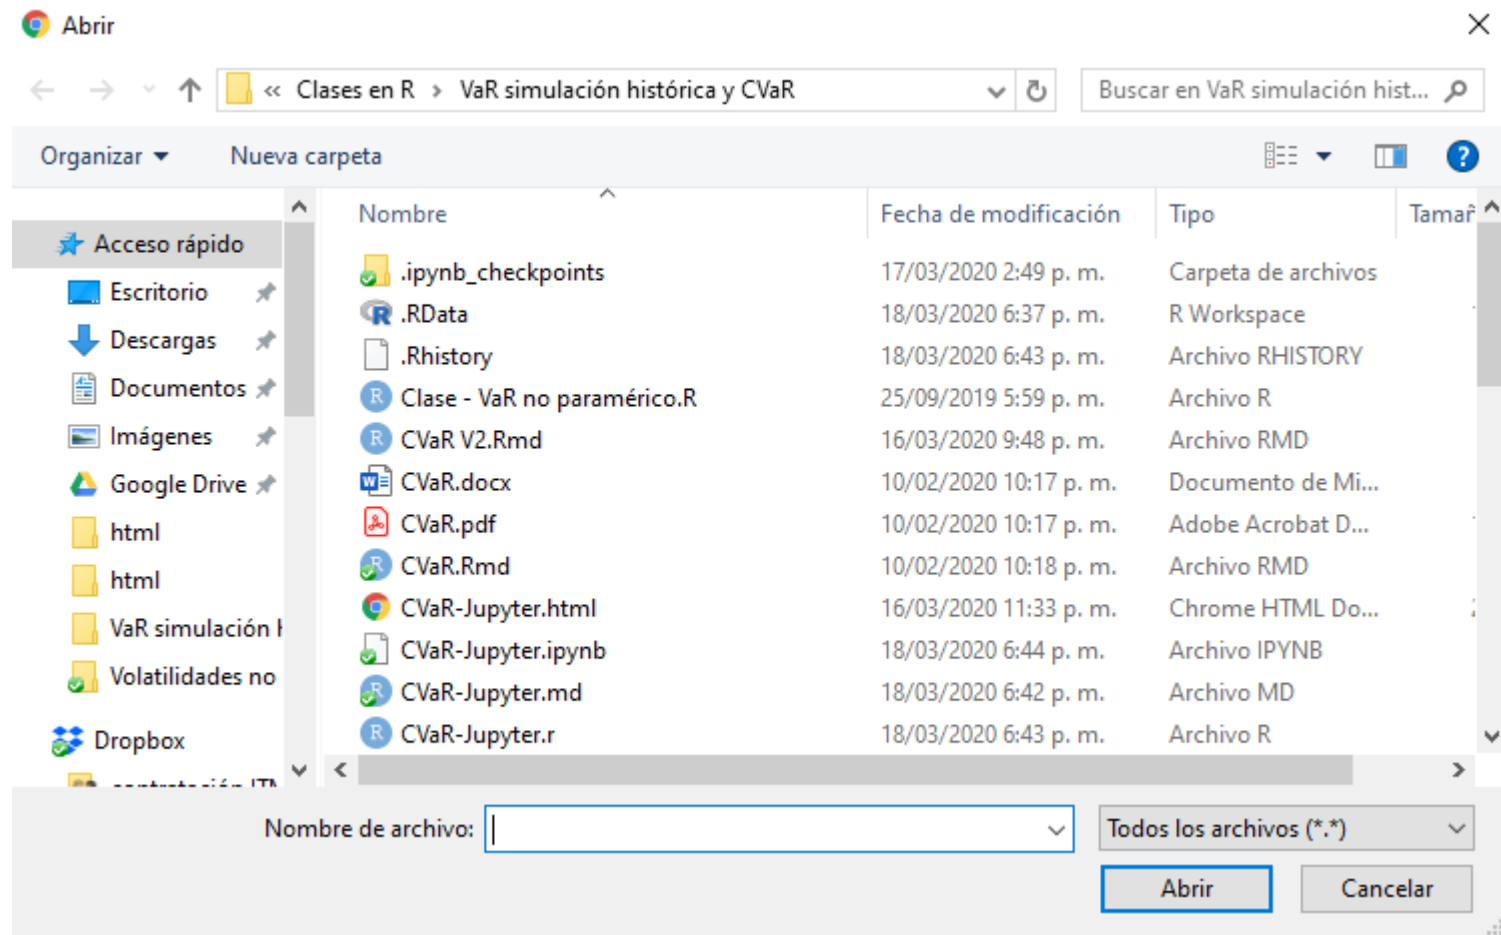 Abrir
« Clases en R › VaR simulación histórica y CVaR
Buscar en VaR simulación hist...
Organizar
Nueva carpeta
Nombre Fecha de modificación Tipo Tamañ
Acceso rápido
Escritorio
Descargas
Documentos
Imágenes
Google Drive
html
html
VaR simulación h
Volatilidades no
Dropbox
.ipynb_checkpoints 17/03/2020 2:49 p. m. Carpeta de archivos
.RData 18/03/2020 6:37 p. m. R Workspace
.Rhistory 18/03/2020 6:43 p. m. Archivo RHISTORY
Clase - VaR no paramérico.R 25/09/2019 5:59 p. m. Archivo R
CVaR V2.Rmd 16/03/2020 9:48 p. m. Archivo RMD
CVaR.docx 10/02/2020 10:17 p. m. Documento de Mi...
CVaR.pdf 10/02/2020 10:17 p. m. Adobe Acrobat D...
CVaR.Rmd 10/02/2020 10:18 p. m. Archivo RMD
CVaR-Jupyter.html 16/03/2020 11:33 p. m. Chrome HTML Do...
CVaR-Jupyter.ipynb 18/03/2020 6:44 p. m. Archivo IPYNB
CVaR-Jupyter.md 18/03/2020 6:42 p. m. Archivo MD
CVaR-Jupyter.r 18/03/2020 6:43 p. m. Archivo R
Nombre de archivo:
Todos los archivos (*.*)
Abrir
Cancelar